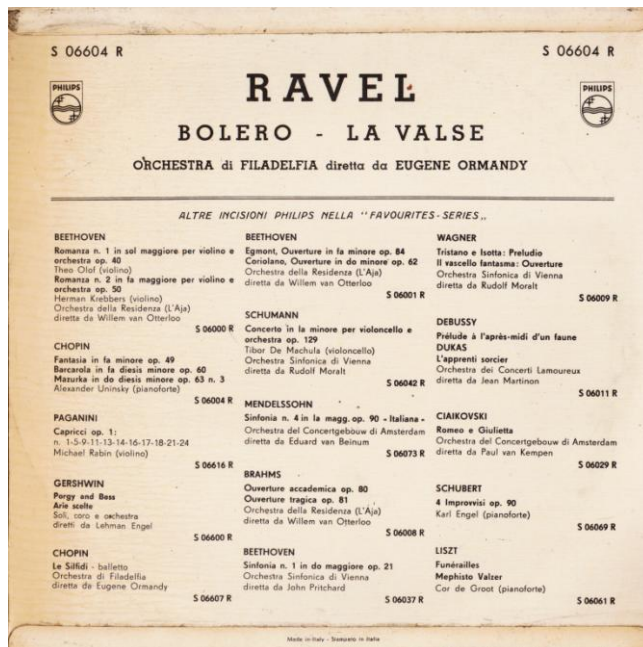 S 06604 R
S 06604 R
PHILIPS
PHILIPS
RAVEL
BOLERO - LA VALSE
ORCHESTRA di FILADELFIA diretta da EUGENE ORMANDY
ALTRE INCISIONI PHILIPS NELLA "FAVOURITES-SERIES„
BEETHOVEN
Romanza n. 1 in sol maggiore per violino e
orchestra op. 40
Theo Olof (violino)
Romanza n. 2 in fa maggiore per violino e
orchestra op. 50
Herman Krebbers (violino)
Orchestra della Residenza (L'Aja)
diretta da Willem van Otterloo
S 06000 R
CHOPIN
Fantasia in fa minore op. 49
Barcarola in fa diesis minore op. 60
Mazurka in do diesis minore op. 63 n. 3
Alexander Uninsky (pianoforte)
S 06004 R
PAGANINI
Capricci op. 1:
n. 1-5-9-11-13-14-16-17-18-21-24
Michael Rabin (violino)
S 06616 R
GERSHWIN
Porgy and Bess
Arie scelte
Soli, coro e orchestra
diretti da Lehman Engel
S 06600 R
CHOPIN
Le Silfidi - balletto
Orchestra di Filadelfia
diretta da Eugene Ormandy
S 06607 R
BEETHOVEN
Egmont, Ouverture in fa minore op. 84
Coriolano, Ouverture in do minore op. 62
Orchestra della Residenza (L'Aja)
diretta da Willem van Otterloo
S 06001 R
SCHUMANN
Concerto in la minore per violoncello e
orchestra op. 129
Tibor De Machula (violoncello)
Orchestra Sinfonica di Vienna
diretta da Rudolf Moralt
S 06042 R
MENDELSSOHN
Sinfonia n. 4 in la magg. op. 90 - Italiana -
Orchestra del Concertgebouw di Amsterdam
diretta da Eduard van Beinum
S 06073 R
BRAHMS
Ouverture accademica op. 80
Ouverture tragica op. 81
Orchestra della Residenza (L'Aja)
diretta da Willem van Otterloo
S 06008 R
BEETHOVEN
Sinfonia n. 1 in do maggiore op. 21
Orchestra Sinfonica di Vienna
diretta da John Pritchard
S 06037 R
WAGNER
Tristano e Isotta: Preludio
Il vascello fantasma: Ouverture
Orchestra Sinfonica di Vienna
diretta da Rudolf Moralt
S 06009 R
DEBUSSY
Prélude à l'après-midi d'un faune
DUKAS
L'apprenti sorcier
Orchestra dei Concerti Lamoureux
diretta da Jean Martinon
S 06011 R
CIAIKOVSKI
Romeo e Giulietta
Orchestra del Concertgebouw di Amsterdam
diretta da Paul van Kempen
S 06029 R
SCHUBERT
4 Improvvisi op. 90
Karl Engel (pianoforte)
S 06069 R
LISZT
Funérailles
Mephisto Valzer
Cor de Groot (pianoforte)
S 06061 R
Made in Italy - Stampato in Italia